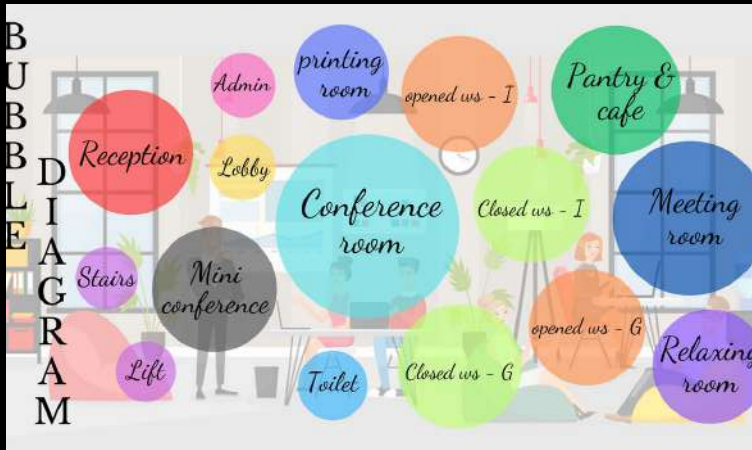 BUBBLE
DIAGRAM
Reception
Admin
Lobby
printing
room
opened ws - I
Pantry &
cafe
Conference
room
Closed ws - I
Meeting
room
Stairs
Mini
conference
opened ws - G
Lift
Toilet
Closed ws - G
Relaxing
room